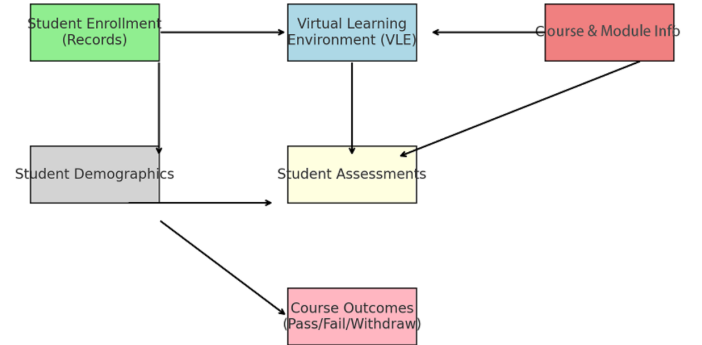 Student Enrollment
(Records)
Virtual Learning
Environment (VLE)
Course & Module Info
Student Demographics
Student Assessments
Course Outcomes
(Pass/Fail/Withdraw)